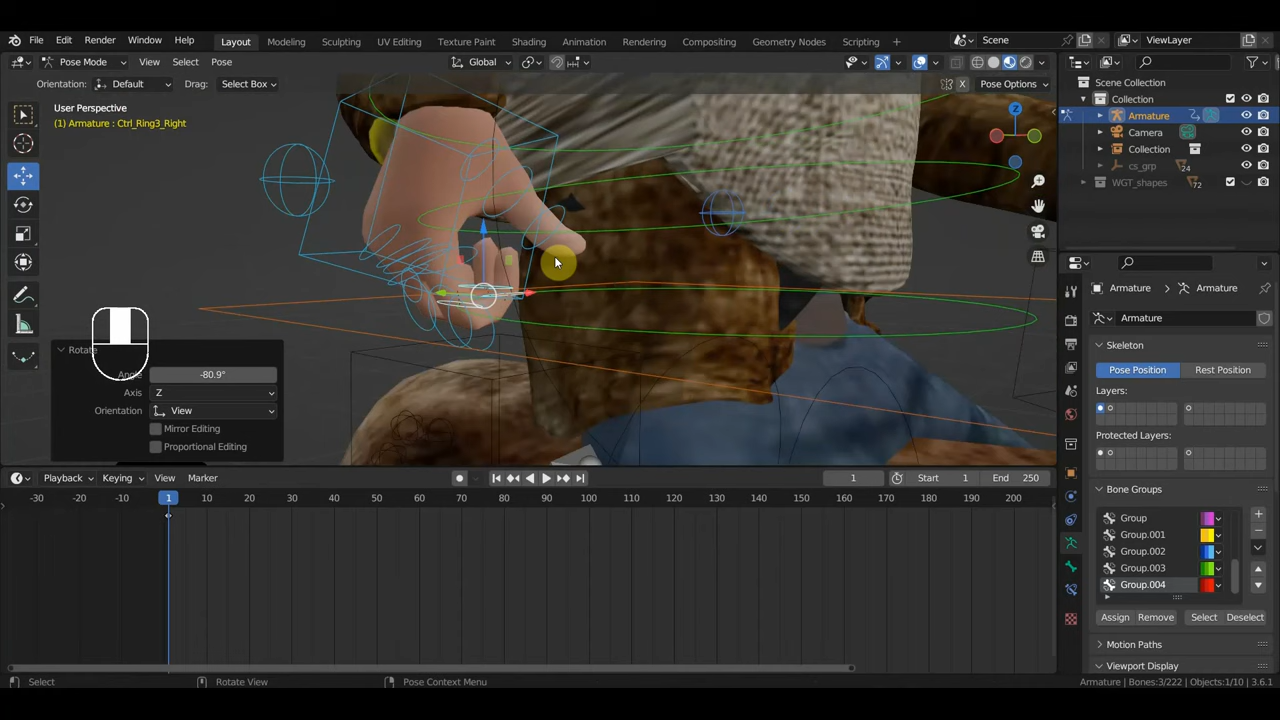 File Edit Render Window Help Layout Modeling Sculpting UV Editing Texture Paint Shading Animation Rendering Compositing Geometry Nodes Scripting + Scene ViewLayer
Pose Mode View Select Pose Global
Orientation: Default Drag: Select Box X Pose Options
User Perspective
(1) Armature : Ctrl_Ring3_Right
Z
Scene Collection
Collection
Armature
Camera
Collection
cs_grp 24
WGT_shapes 72
Rotate
-80.9°
Axis Z
Orientation View
Mirror Editing
Proportional Editing
Armature Armature
Armature
Skeleton
Pose Position Rest Position
Layers:
Protected Layers:
Bone Groups
Group
Group.001
Group.002
Group.003
Group.004
Assign Remove Select Deselect
Motion Paths
Viewport Display
Playback Keying View Marker 1 Start 1 End 250
-30 -20 -10 1 10 20 30 40 50 60 70 80 90 100 110 120 130 140 150 160 170 180 190 200
Select Rotate View Pose Context Menu Armature | Bones:3/222 | Objects:1/10 | 3.6.1